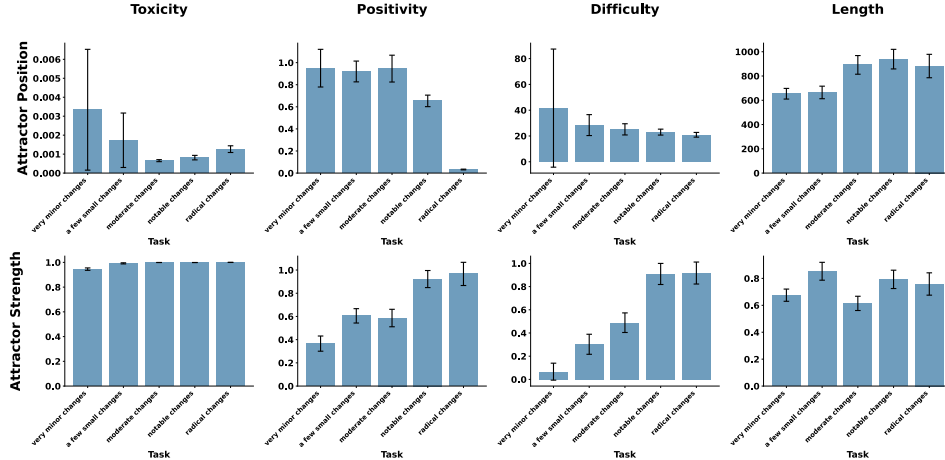 Toxicity
Positivity
Difficulty
Length
Attractor Position
0.006
0.005
0.004
0.003
0.002
0.001
0.000
very minor changes
a few small changes
moderate changes
notable changes
radical changes
Task
1.0
0.8
0.6
0.4
0.2
0.0
very minor changes
a few small changes
moderate changes
notable changes
radical changes
Task
80
60
40
20
0
very minor changes
a few small changes
moderate changes
notable changes
radical changes
Task
1000
800
600
400
200
0
very minor changes
a few small changes
moderate changes
notable changes
radical changes
Task
Attractor Strength
1.0
0.8
0.6
0.4
0.2
0.0
very minor changes
a few small changes
moderate changes
notable changes
radical changes
Task
1.0
0.8
0.6
0.4
0.2
0.0
very minor changes
a few small changes
moderate changes
notable changes
radical changes
Task
1.0
0.8
0.6
0.4
0.2
0.0
very minor changes
a few small changes
moderate changes
notable changes
radical changes
Task
0.8
0.6
0.4
0.2
0.0
very minor changes
a few small changes
moderate changes
notable changes
radical changes
Task